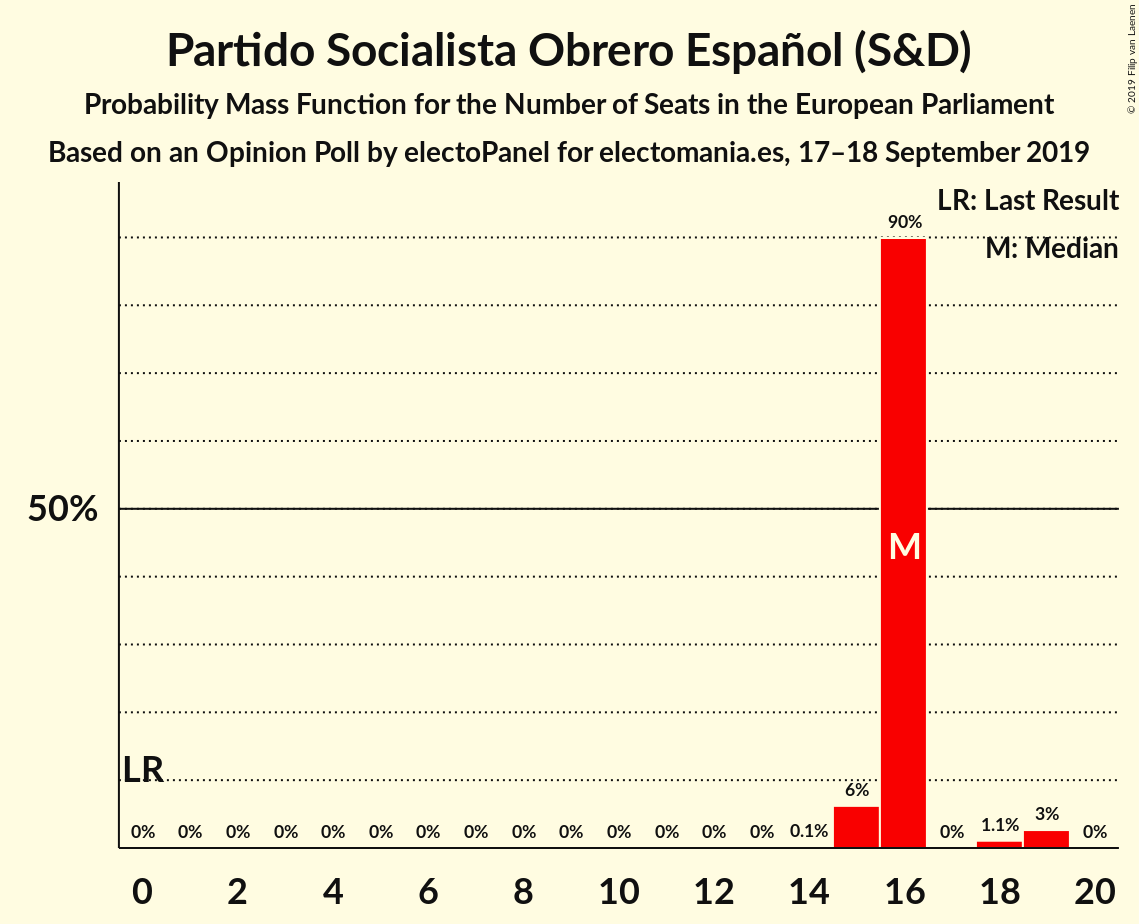 Partido Socialista Obrero Español (S&D)
Probability Mass Function for the Number of Seats in the European Parliament
Based on an Opinion Poll by electoPanel for electomania.es, 17–18 September 2019
© 2019 Filip van Laenen
LR: Last Result
M: Median
90%
50%
M
LR
0% 0% 0% 0% 0% 0% 0% 0% 0% 0% 0% 0% 0% 0% 0.1% 6% 0% 1.1% 3% 0%
0 2 4 6 8 10 12 14 16 18 20